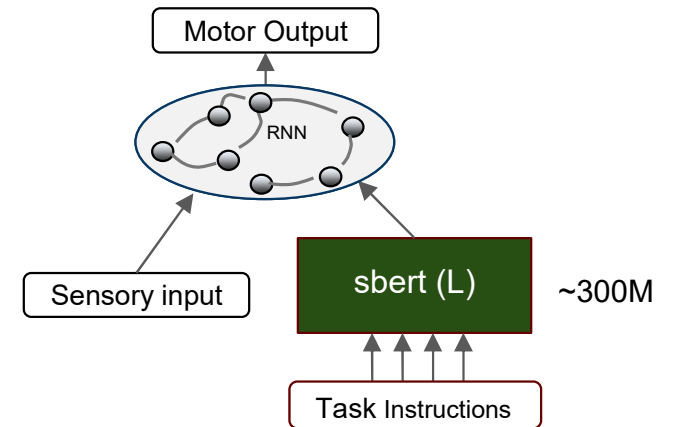 Motor Output
RNN
Sensory input
sbert (L)
~300M
Task Instructions